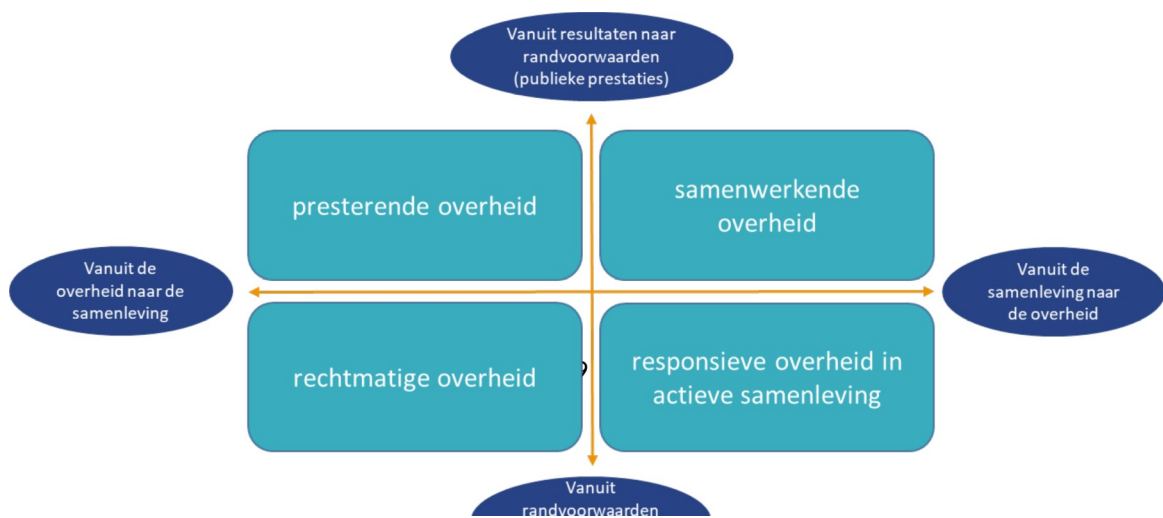 Vanuit resultaten naar
randvoorwaarden
(publieke prestaties)
presterende overheid
samenwerkende
overheid
Vanuit de
overheid naar de
samenleving
Vanuit de
samenleving naar
de overheid
rechtmatige overheid
responsieve overheid in
actieve samenleving
Vanuit
randvoorwaarden